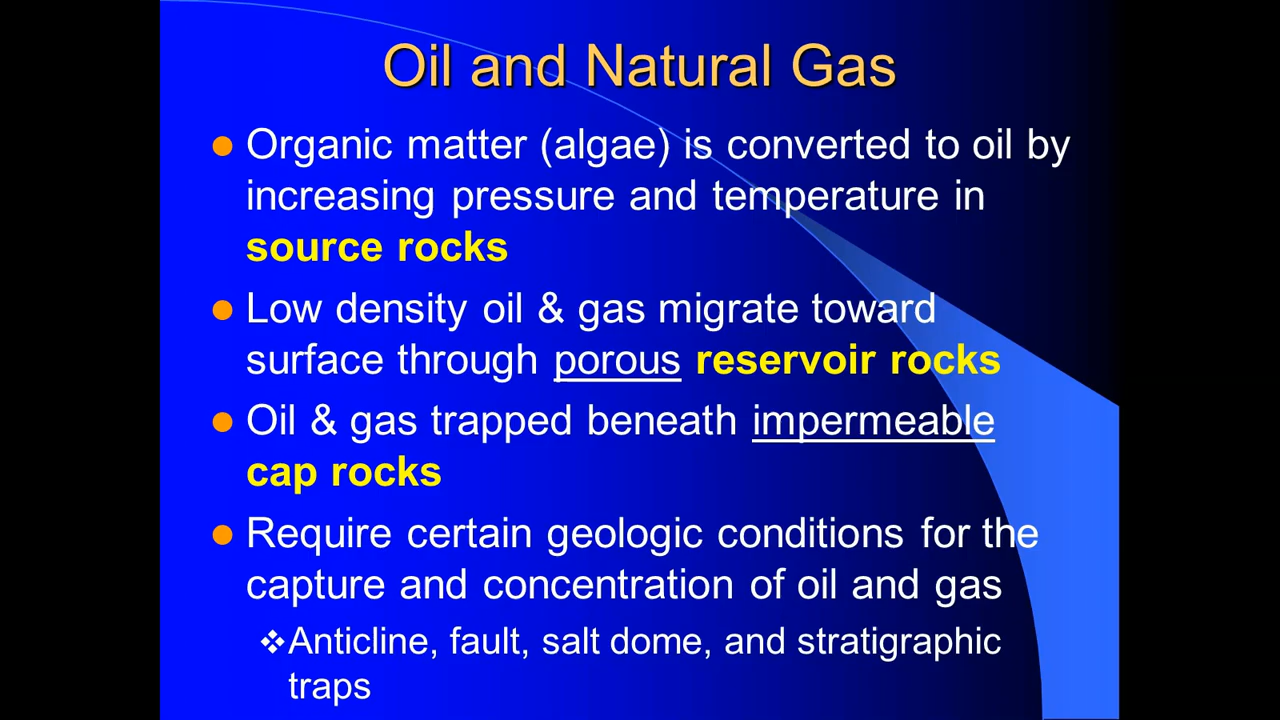 Oil and Natural Gas
Organic matter (algae) is converted to oil by
increasing pressure and temperature in
source rocks
Low density oil & gas migrate toward
surface through porous reservoir rocks
Oil & gas trapped beneath impermeable
cap rocks
Require certain geologic conditions for the
capture and concentration of oil and gas
Anticline, fault, salt dome, and stratigraphic
traps